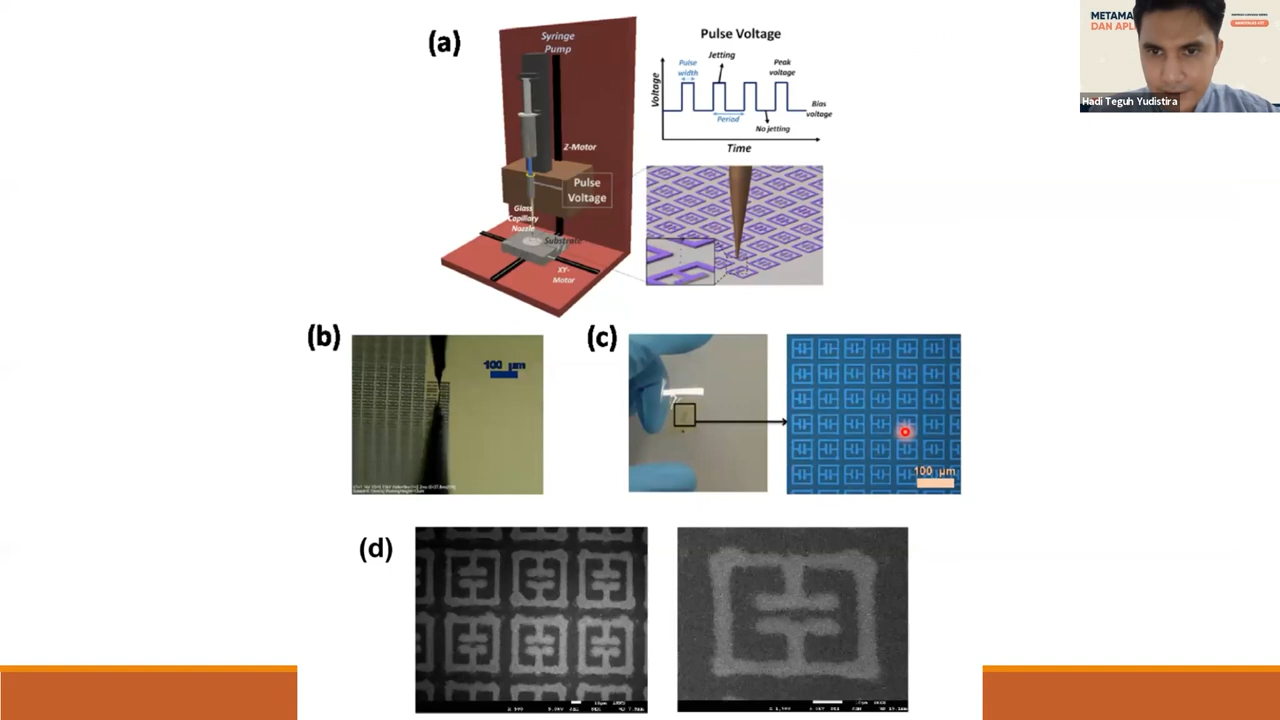 (a)
Syringe
Pump
Z-Motor
Pulse
Voltage
Glass
Capillary
Nozzle
Substrate
XY-
Motor
Pulse Voltage
Jetting
Pulse
width
Peak
voltage
Voltage
Bias
voltage
Period
No jetting
Time
(b)
100 µm
(c)
100 µm
(d)
METAMA
DAN APL
Hadi Teguh Yudistira